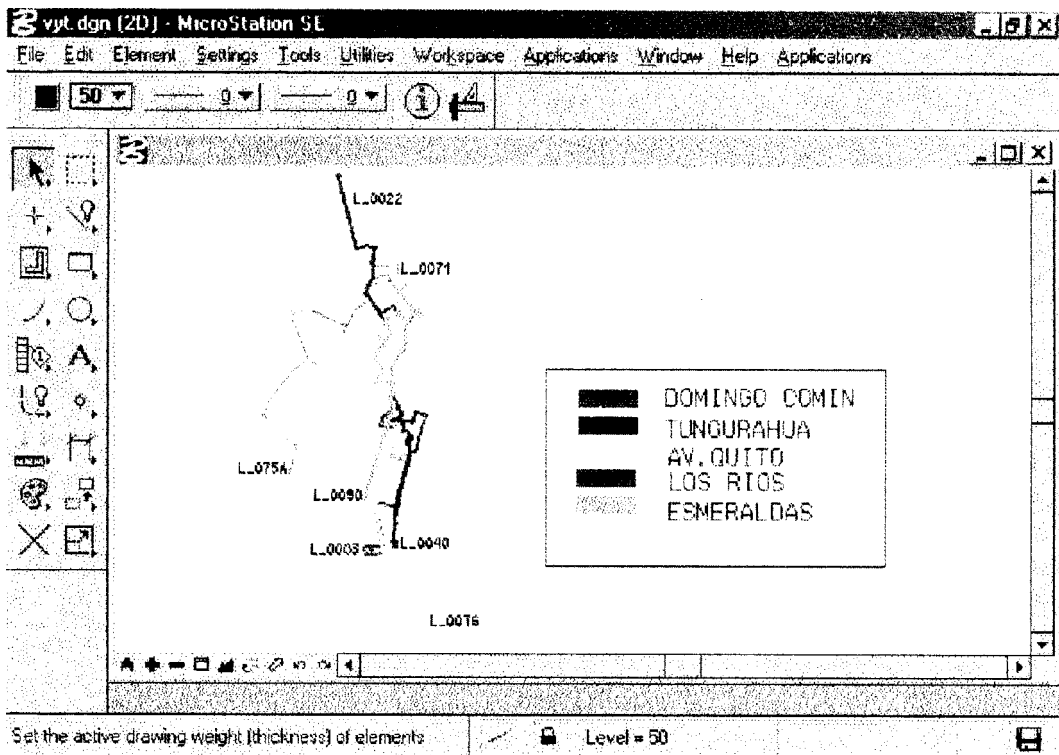 vyt.dgn (2D) - MicroStation SE
File Edit Element Settings Tools Utilities Workspace Applications Window Help Applications
50 0 0
L_0022
L_0071
DOMINGO COMIN
TUNGURAHUA
AV.QUITO
L_075A
LOS RIOS
L_0090
ESMERALDAS
L_0003
L_0040
L_0076
Set the active drawing weight (thickness) of elements
Level = 50